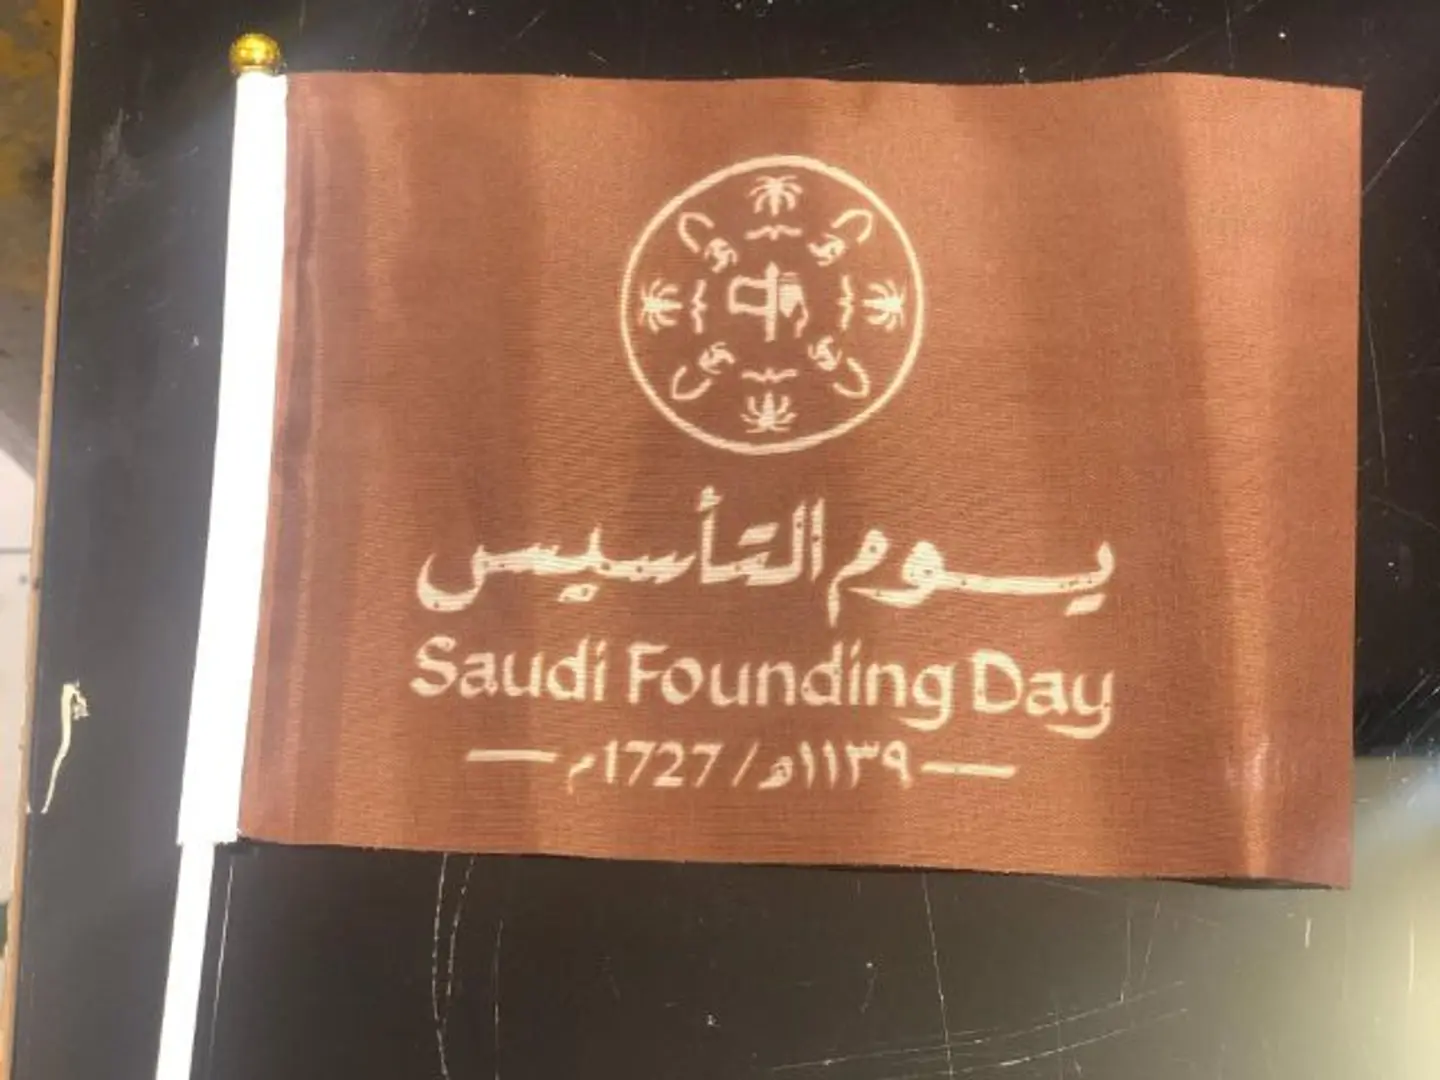 يوم التأسيس
Saudi Founding Day
١١٣٩هـ/ 1727م